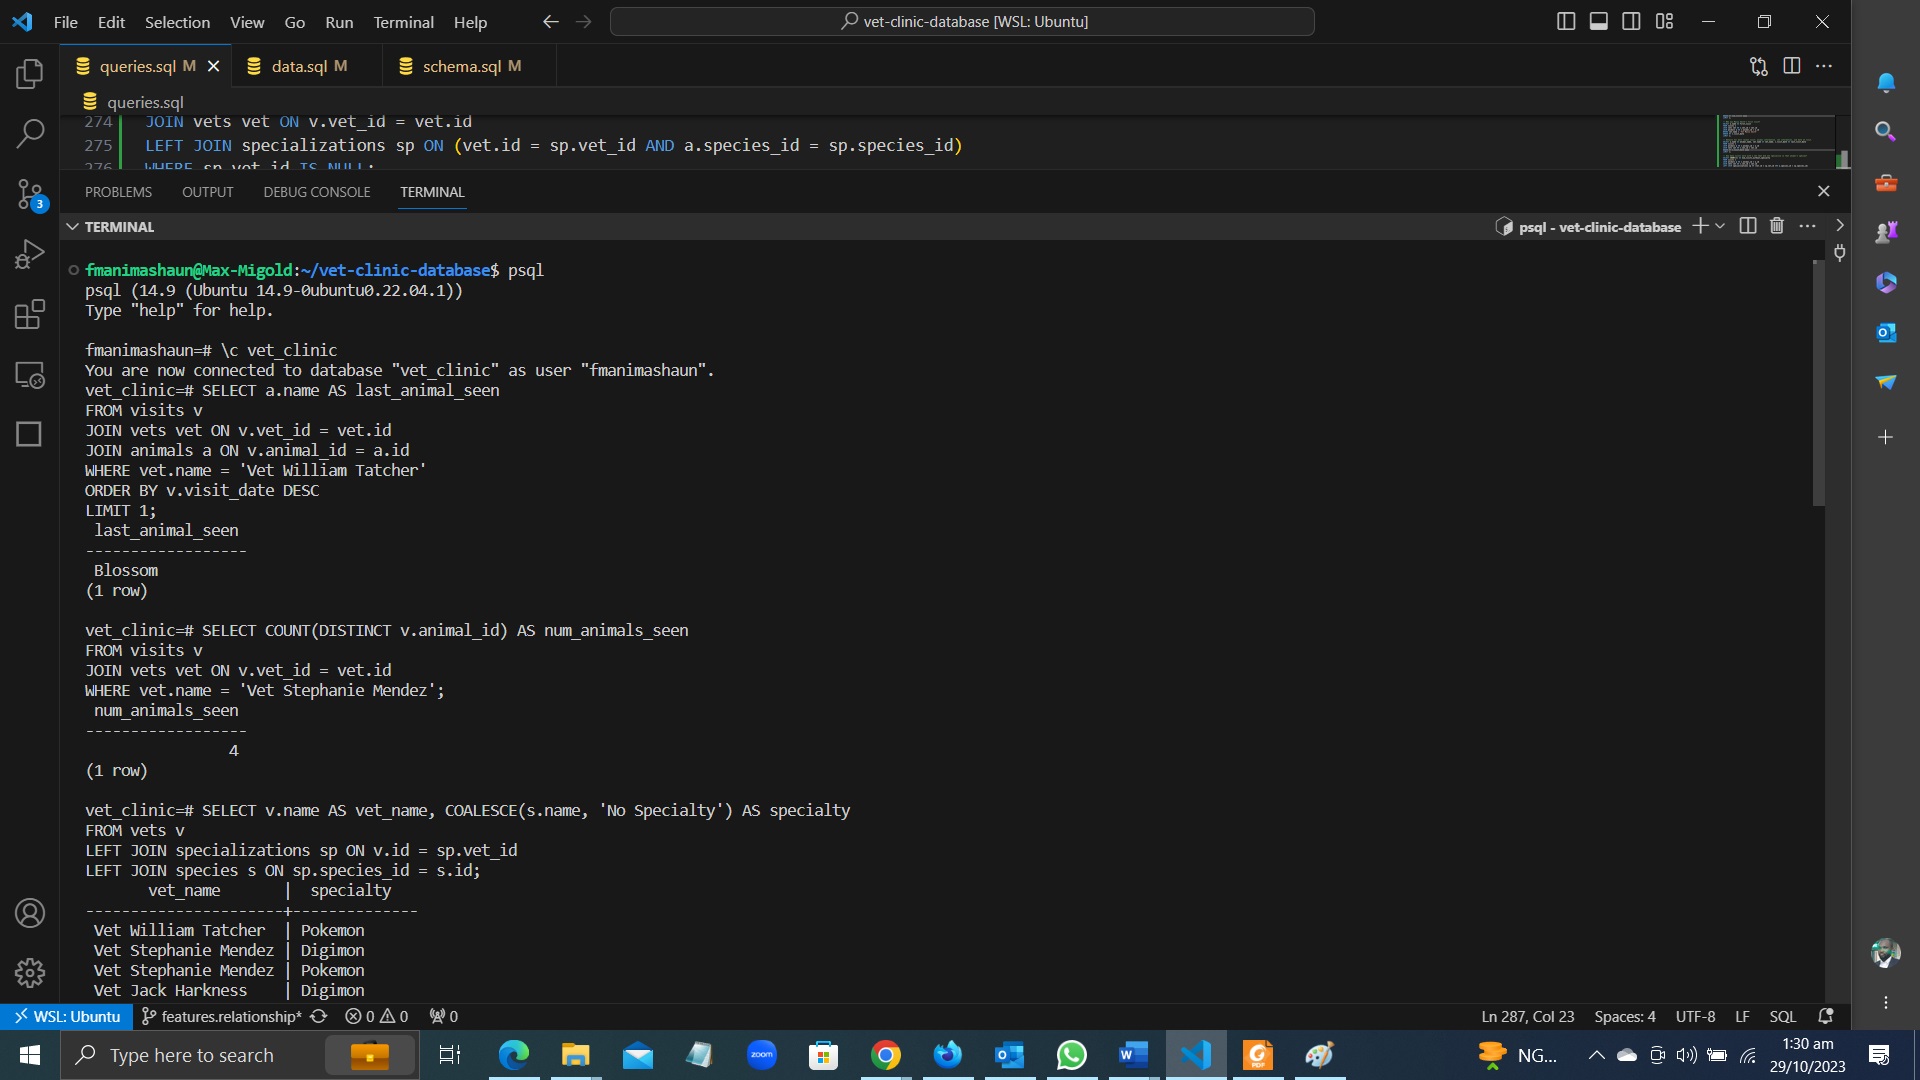 File Edit Selection View Go Run Terminal Help
vet-clinic-database [WSL: Ubuntu]
queries.sql M
data.sql M
schema.sql M
queries.sql
274 JOIN vets vet ON v.vet_id = vet.id
275 LEFT JOIN specializations sp ON (vet.id = sp.vet_id AND a.species_id = sp.species_id)
276 WHERE sp.vet_id IS NULL;
3
PROBLEMS OUTPUT DEBUG CONSOLE TERMINAL
TERMINAL
psql - vet-clinic-database
fmanimashaun@Max-Migold:~/vet-clinic-database$ psql
psql (14.9 (Ubuntu 14.9-0ubuntu0.22.04.1))
Type "help" for help.
fmanimashaun=# \c vet_clinic
You are now connected to database "vet_clinic" as user "fmanimashaun".
vet_clinic=# SELECT a.name AS last_animal_seen
FROM visits v
JOIN vets vet ON v.vet_id = vet.id
JOIN animals a ON v.animal_id = a.id
WHERE vet.name = 'Vet William Tatcher'
ORDER BY v.visit_date DESC
LIMIT 1;
last_animal_seen
------------------
Blossom
(1 row)
vet_clinic=# SELECT COUNT(DISTINCT v.animal_id) AS num_animals_seen
FROM visits v
JOIN vets vet ON v.vet_id = vet.id
WHERE vet.name = 'Vet Stephanie Mendez';
num_animals_seen
------------------
4
(1 row)
vet_clinic=# SELECT v.name AS vet_name, COALESCE(s.name, 'No Specialty') AS specialty
FROM vets v
LEFT JOIN specializations sp ON v.id = sp.vet_id
LEFT JOIN species s ON sp.species_id = s.id;
vet_name | specialty
----------------------+--------------
Vet William Tatcher | Pokemon
Vet Stephanie Mendez | Digimon
Vet Stephanie Mendez | Pokemon
Vet Jack Harkness | Digimon
WSL: Ubuntu features.relationship* 0 0 0
Ln 287, Col 23 Spaces: 4 UTF-8 LF SQL
Type here to search
zoom
NG...
1:30 am
29/10/2023